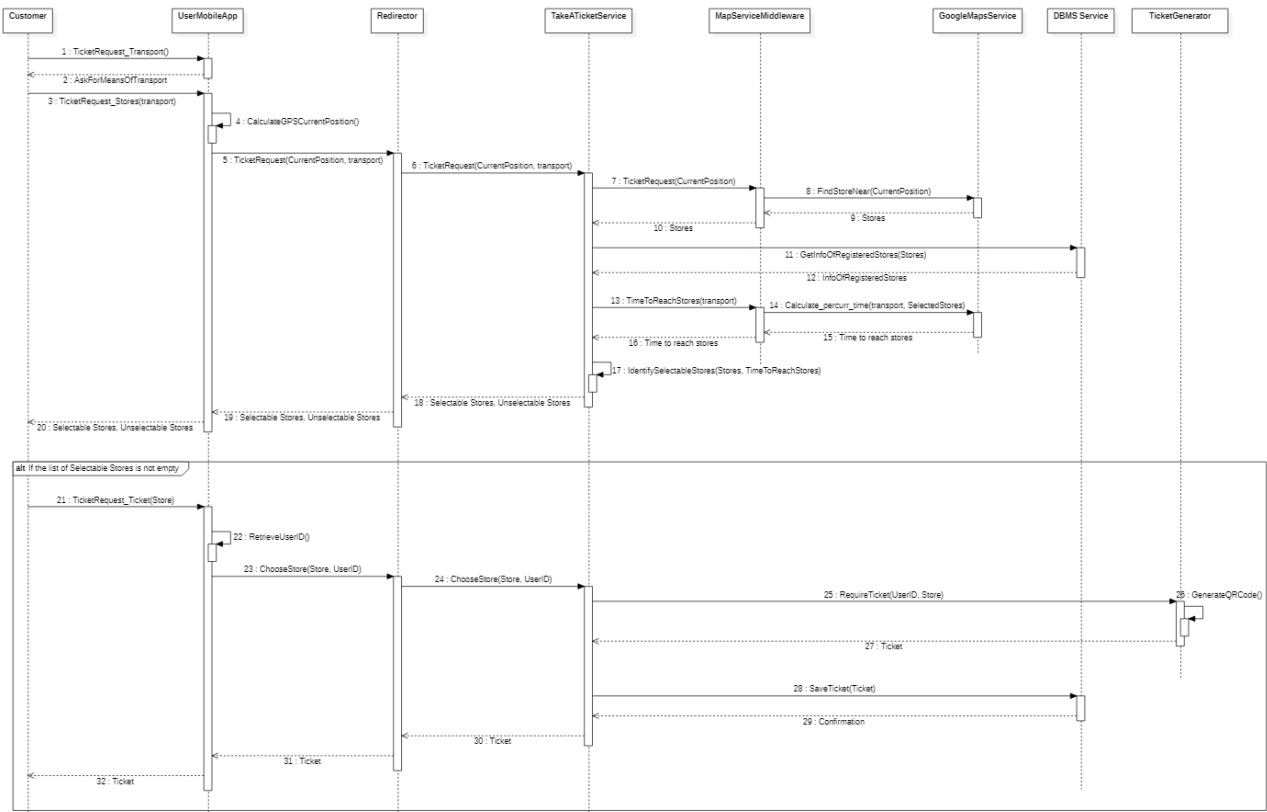 Customer
UserMobileApp
Redirector
TakeATicketService
MapServiceMiddleware
GoogleMapsService
DBMS Service
TicketGenerator
1 : TicketRequest_Transport()
2 : AskForMeansOfTransport
3 : TicketRequest_Stores(transport)
4 : CalculateGPSCurrentPosition()
5 : TicketRequest(CurrentPosition, transport)
6 : TicketRequest(CurrentPosition, transport)
7 : TicketRequest(CurrentPosition)
8 : FindStoreNear(CurrentPosition)
9 : Stores
10 : Stores
11 : GetInfoOfRegisteredStores(Stores)
12 : InfoOfRegisteredStores
13 : TimeToReachStores(transport)
14 : Calculate_percurr_time(transport, SelectedStores)
15 : Time to reach stores
16 : Time to reach stores
17 : IdentifySelectableStores(Stores, TimeToReachStores)
18 : Selectable Stores, Unselectable Stores
19 : Selectable Stores, Unselectable Stores
20 : Selectable Stores, Unselectable Stores
alt If the list of Selectable Stores is not empty
21 : TicketRequest_Ticket(Store)
22 : RetrieveUserID()
23 : ChooseStore(Store, UserID)
24 : ChooseStore(Store, UserID)
25 : RequireTicket(UserID, Store)
26 : GenerateQRCode()
27 : Ticket
28 : SaveTicket(Ticket)
29 : Confirmation
30 : Ticket
31 : Ticket
32 : Ticket